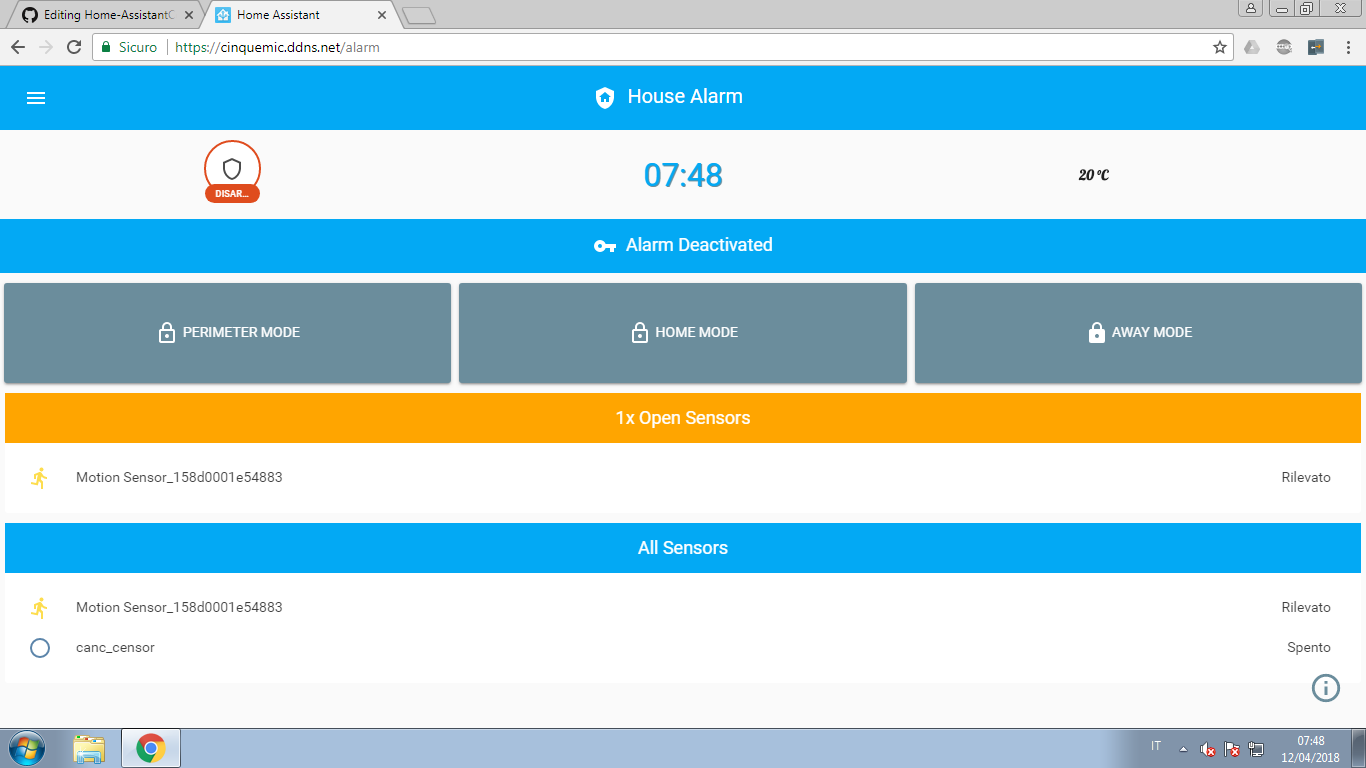 Editing Home-AssistantC
Home Assistant
Sicuro
https://cinquemic.ddns.net/alarm
House Alarm
DISAR...
07:48
20 °C
Alarm Deactivated
PERIMETER MODE
HOME MODE
AWAY MODE
1x Open Sensors
Motion Sensor_158d0001e54883
Rilevato
All Sensors
Motion Sensor_158d0001e54883
Rilevato
canc_censor
Spento
IT
07:48
12/04/2018